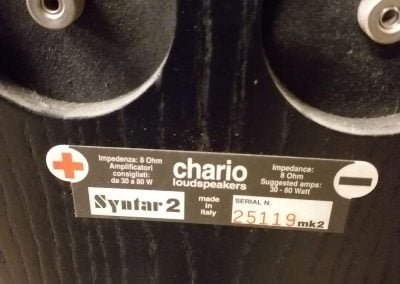 Impedenza: 8 Ohm
Amplificatori
consigliati:
da 30 a 80 W
chario
loudspeakers
Impedance:
8 Ohm
Suggested amps:
30 - 80 Watt
Syntar 2
made
in
Italy
SERIAL N.
25119 mk2